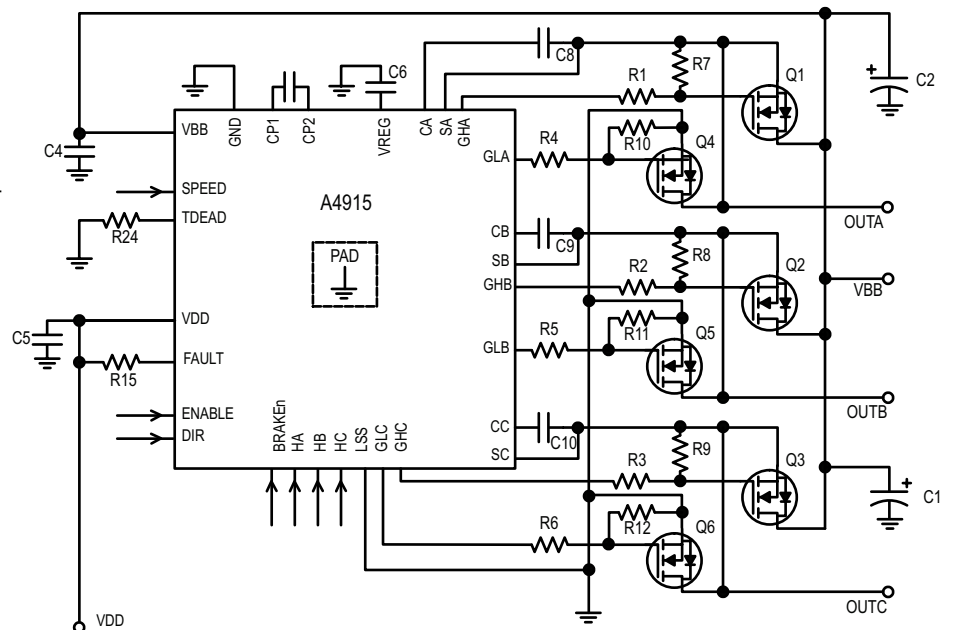 C8
R7
C6
R1
Q1
C2
GND
CP1
CP2
VREG
CA
SA
GHA
VBB
C4
R4
R10
Q4
GLA
SPEED
A4915
TDEAD
R24
OUTA
CB
C9
R8
PAD
SB
Q2
GHB
R2
VBB
VDD
R5
R11
Q5
C5
GLB
FAULT
R15
OUTB
ENABLE
DIR
CC
C10
R9
SC
BRAKEn
HA
HB
HC
LSS
GLC
GHC
R3
Q3
C1
R6
R12
Q6
OUTC
VDD